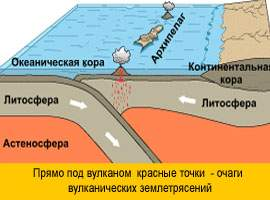 Океаническая кора
Архипелаг
Континентальная
кора
Литосфера
Литосфера
Астеносфера
Прямо под вулканом красные точки - очаги
вулканических землетрясений